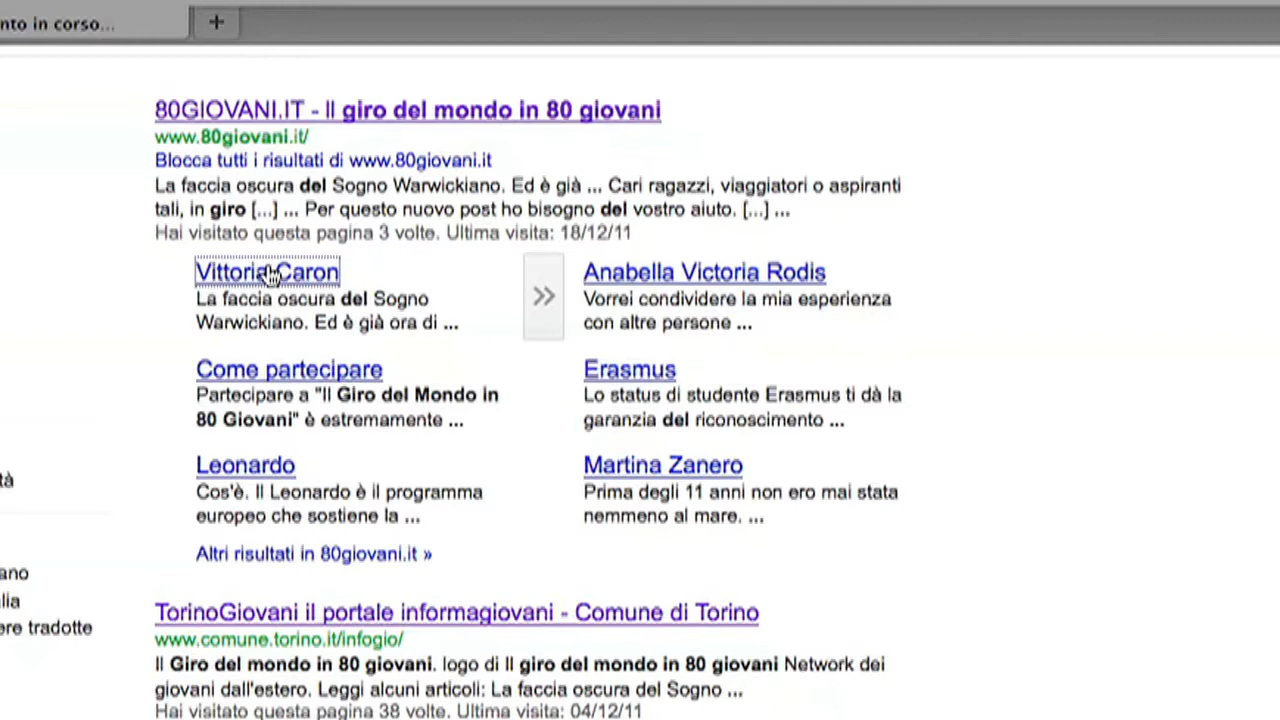 nto in corso...
+
80GIOVANI.IT - Il giro del mondo in 80 giovani
www.80giovani.it/
Blocca tutti i risultati di www.80giovani.it
La faccia oscura del Sogno Warwickiano. Ed è già ... Cari ragazzi, viaggiatori o aspiranti
tali, in giro [...] ... Per questo nuovo post ho bisogno del vostro aiuto. [...] ...
Hai visitato questa pagina 3 volte. Ultima visita: 18/12/11
Vittoria Caron
La faccia oscura del Sogno
Warwickiano. Ed è già ora di ...
»
Anabella Victoria Rodis
Vorrei condividere la mia esperienza
con altre persone ...
Come partecipare
Partecipare a "Il Giro del Mondo in
80 Giovani" è estremamente ...
Erasmus
Lo status di studente Erasmus ti dà la
garanzia del riconoscimento ...
Leonardo
Cos'è. Il Leonardo è il programma
europeo che sostiene la ...
Martina Zanero
Prima degli 11 anni non ero mai stata
nemmeno al mare. ...
Altri risultati in 80giovani.it »
tà
ano
lia
ere tradotte
TorinoGiovani il portale informagiovani - Comune di Torino
www.comune.torino.it/infogio/
Il Giro del mondo in 80 giovani. logo di Il giro del mondo in 80 giovani Network dei
giovani dall'estero. Leggi alcuni articoli: La faccia oscura del Sogno ...
Hai visitato questa pagina 38 volte. Ultima visita: 04/12/11